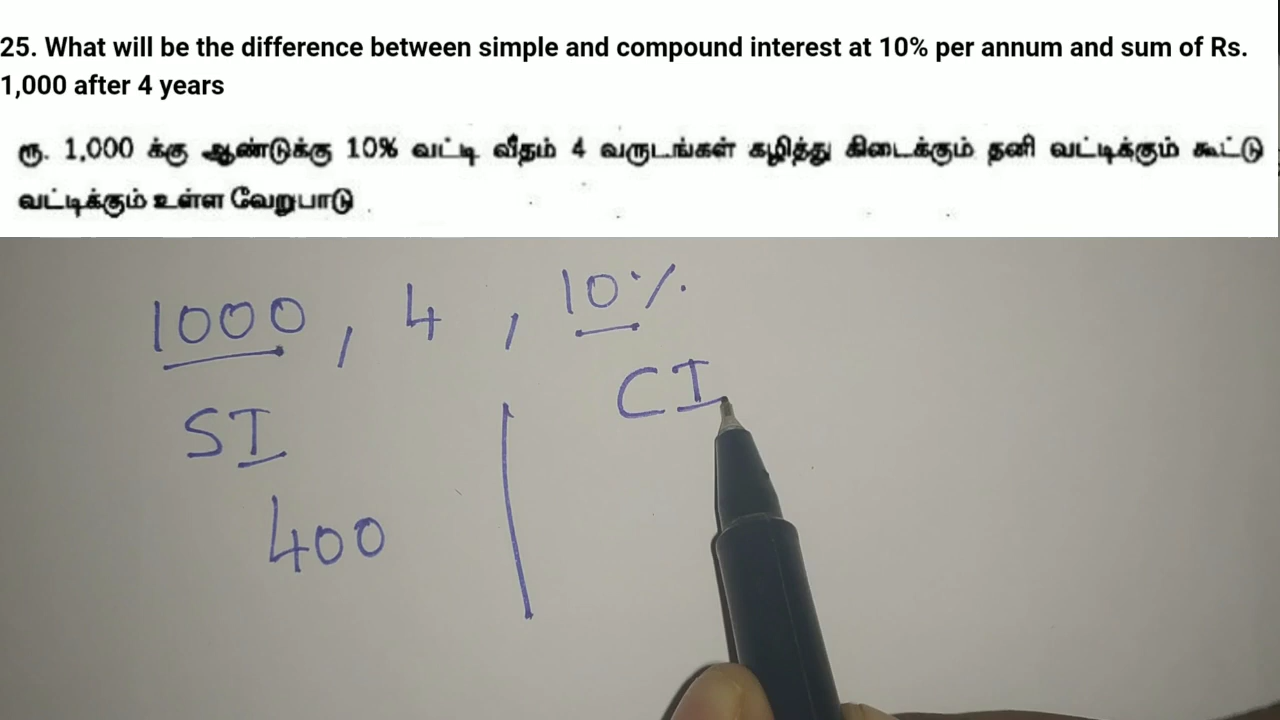 25. What will be the difference between simple and compound interest at 10% per annum and sum of Rs.
1,000 after 4 years
ரூ. 1,000 க்கு ஆண்டுக்கு 10% வட்டி வீதம் 4 வருடங்கள் கழித்து கிடைக்கும் தனி வட்டிக்கும் கூட்டு
வட்டிக்கும் உள்ள வேறுபாடு
1000 , 4 , 10%
SI CI
400